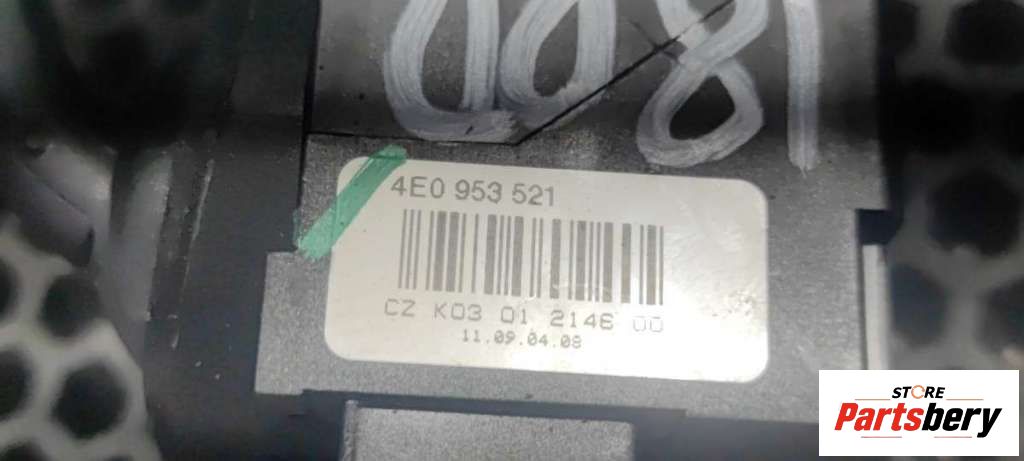 0081
4E0 953 521
CZ K03 01 2146 00
11.09.04.08
STORE
Partsbery